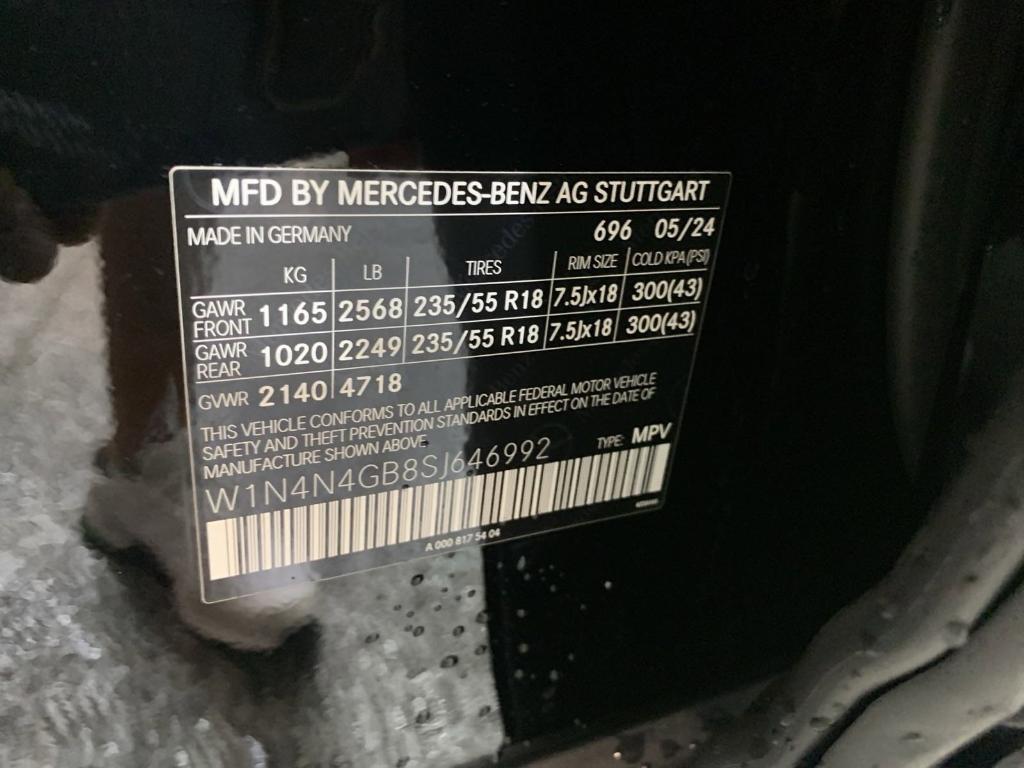 MFD BY MERCEDES-BENZ AG STUTTGART
MADE IN GERMANY 696 05/24
KG LB TIRES RIM SIZE COLD KPA (PSI)
GAWR FRONT 1165 2568 235/55 R18 7.5Jx18 300(43)
GAWR REAR 1020 2249 235/55 R18 7.5Jx18 300(43)
GVWR 2140 4718
THIS VEHICLE CONFORMS TO ALL APPLICABLE FEDERAL MOTOR VEHICLE
SAFETY AND THEFT PREVENTION STANDARDS IN EFFECT ON THE DATE OF
MANUFACTURE SHOWN ABOVE. TYPE: MPV
W1N4N4GB8SJ646992
A 000 817 54 04